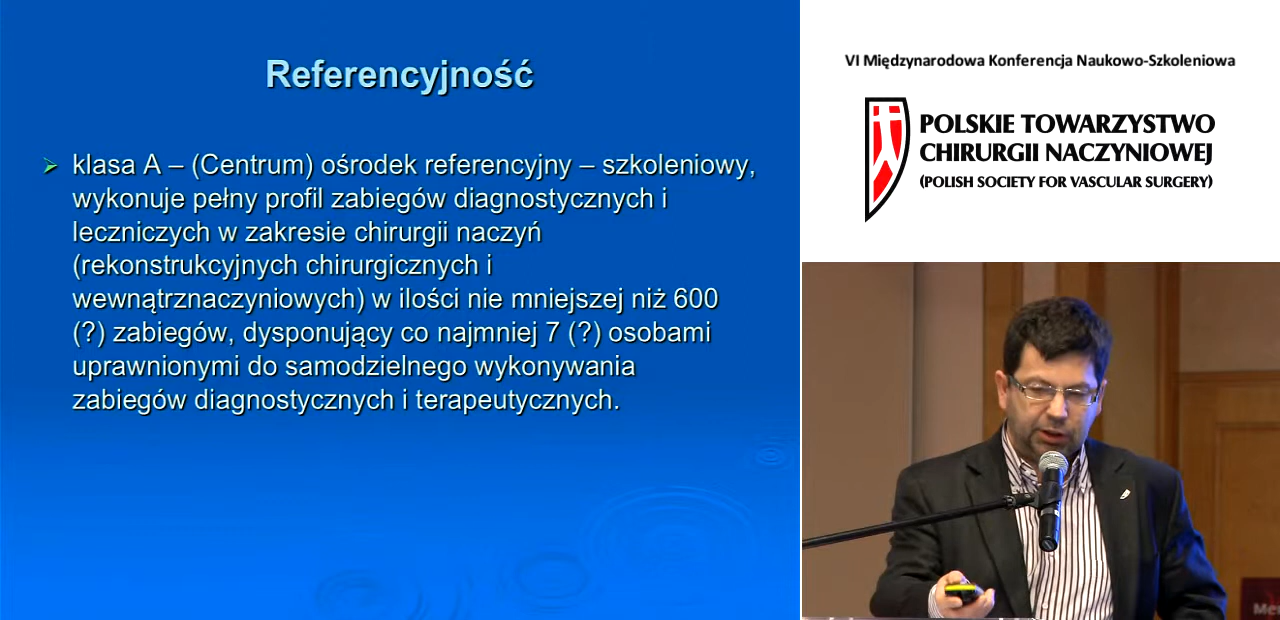 Referencyjność
klasa A – (Centrum) ośrodek referencyjny – szkoleniowy,
wykonuje pełny profil zabiegów diagnostycznych i
leczniczych w zakresie chirurgii naczyń
(rekonstrukcyjnych chirurgicznych i
wewnątrznaczyniowych) w ilości nie mniejszej niż 600
(?) zabiegów, dysponujący co najmniej 7 (?) osobami
uprawnionymi do samodzielnego wykonywania
zabiegów diagnostycznych i terapeutycznych.
VI Międzynarodowa Konferencja Naukowo-Szkoleniowa
POLSKIE TOWARZYSTWO
CHIRURGII NACZYNIOWEJ
(POLISH SOCIETY FOR VASCULAR SURGERY)